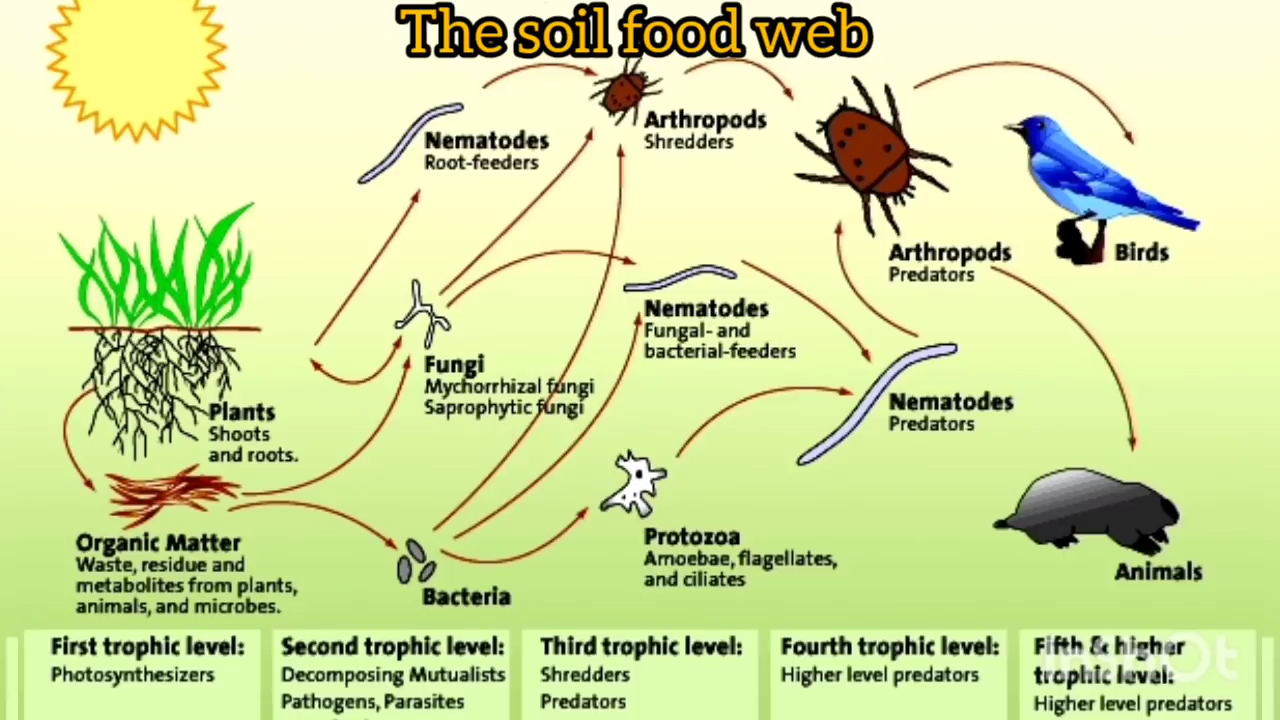 The soil food web
Nematodes
Root-feeders
Arthropods
Shredders
Arthropods
Predators
Birds
Nematodes
Fungal- and
bacterial-feeders
Fungi
Mychorrhizal fungi
Saprophytic fungi
Plants
Shoots
and roots.
Nematodes
Predators
Organic Matter
Waste, residue and
metabolites from plants,
animals, and microbes.
Bacteria
Protozoa
Amoebae, flagellates,
and ciliates
Animals
First trophic level:
Photosynthesizers
Second trophic level:
Decomposing Mutualists
Pathogens, Parasites
Third trophic level:
Shredders
Predators
Fourth trophic level:
Higher level predators
Fifth & higher
trophic level:
Higher level predators